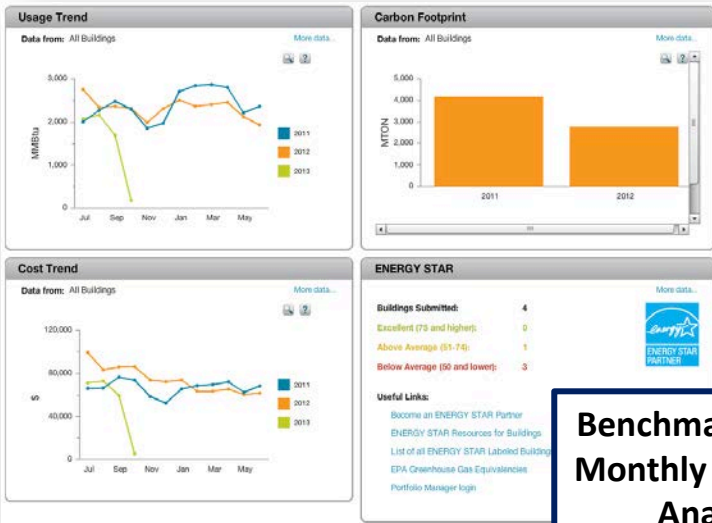 Usage Trend
Data from: All Buildings
More data...
3,000
2,000
1,000
0
MMBtu
Jul
Sep
Nov
Jan
Mar
May
2011
2012
2013
Carbon Footprint
Data from: All Buildings
More data...
5,000
4,000
3,000
2,000
1,000
0
MTON
2011
2012
Cost Trend
Data from: All Buildings
More data...
120,000
80,000
40,000
0
$
Jul
Sep
Nov
Jan
Mar
May
2011
2012
2013
ENERGY STAR
More data...
Buildings Submitted: 4
Excellent (75 and higher): 0
Above Average (51-74): 1
Below Average (50 and lower): 3
energy
ENERGY STAR
PARTNER
Useful Links:
Become an ENERGY STAR Partner
ENERGY STAR Resources for Buildings
List of all ENERGY STAR Labeled Building
EPA Greenhouse Gas Equivalencies
Portfolio Manager login
Benchma
Monthly
Ana